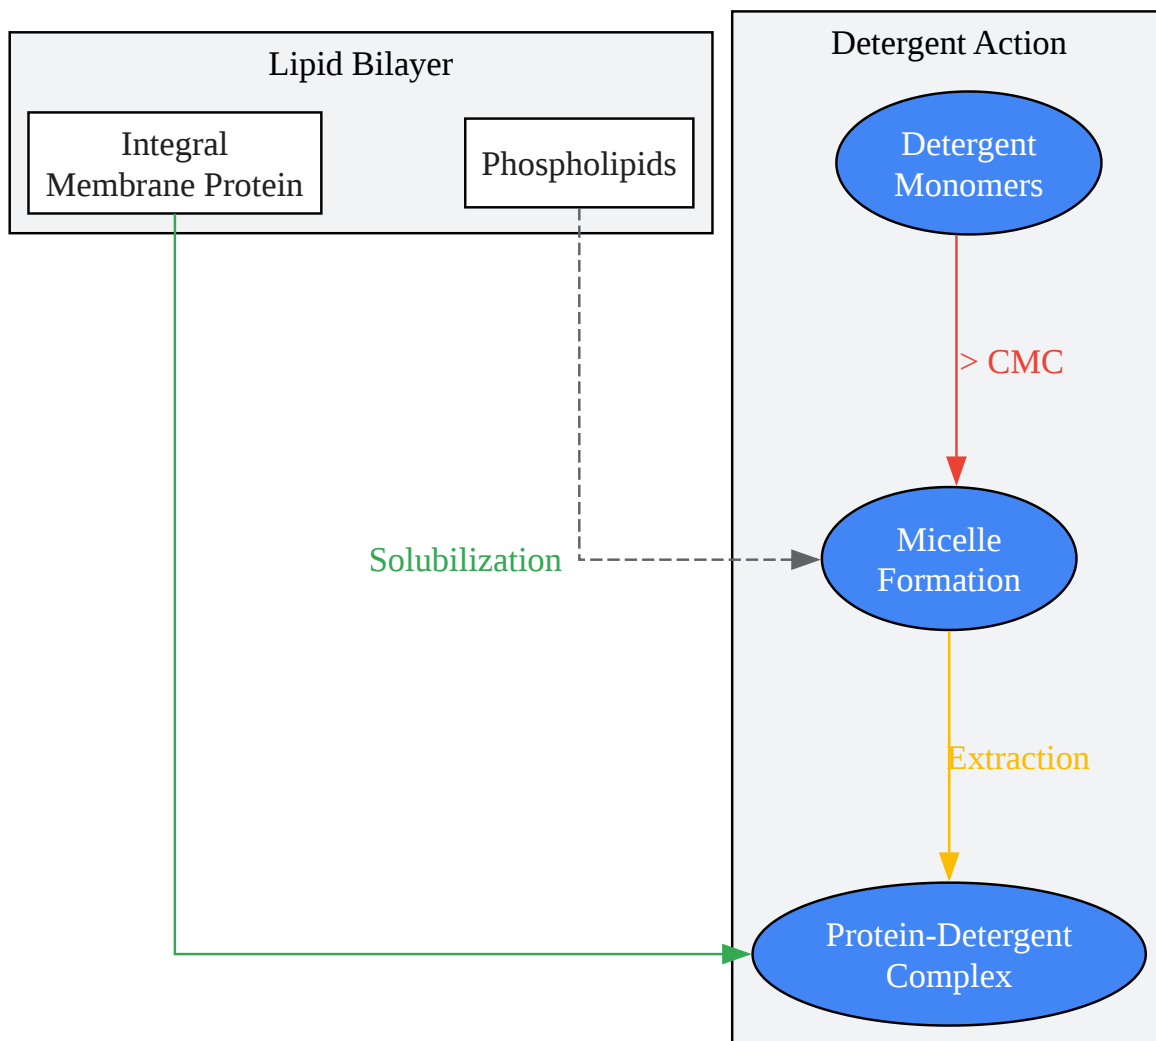 Lipid Bilayer
Integral
Membrane Protein
Phospholipids
Detergent Action
Detergent
Monomers
> CMC
Solubilization
Micelle
Formation
Extraction
Protein-Detergent
Complex